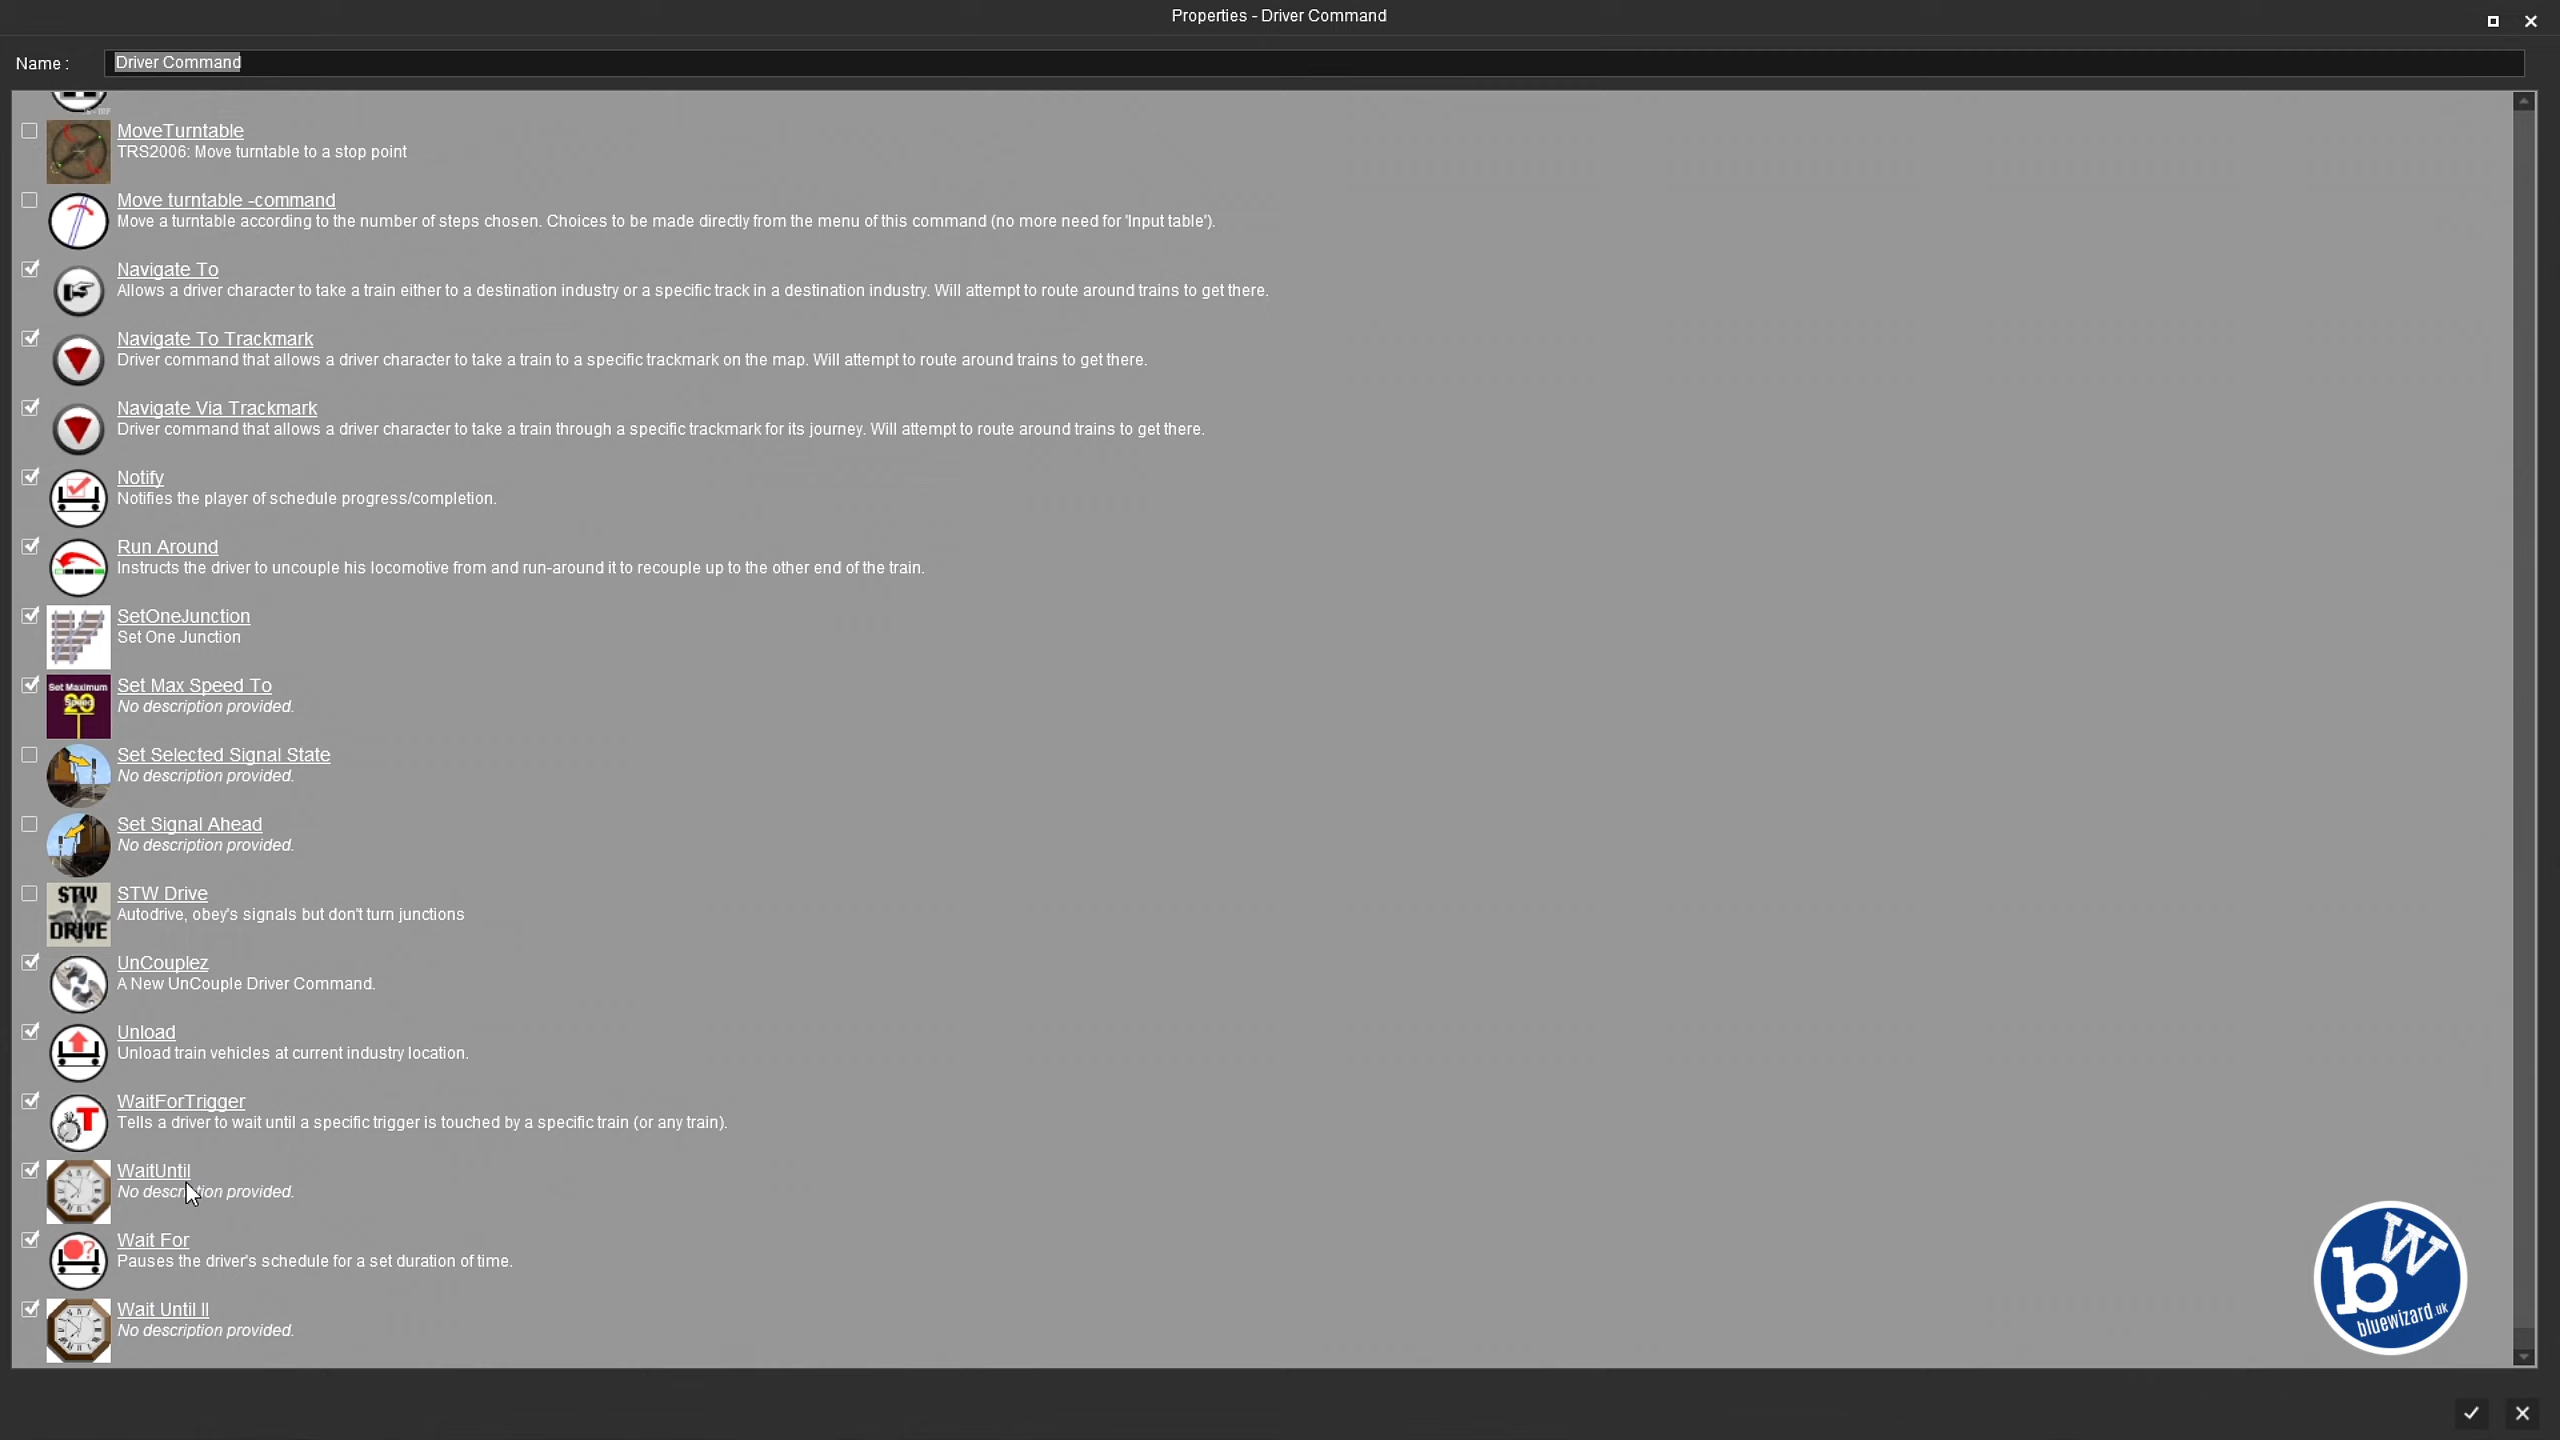 Properties - Driver Command
Name :
Driver Command
MoveTurntable
TRS2006: Move turntable to a stop point
Move turntable -command
Move a turntable according to the number of steps chosen. Choices to be made directly from the menu of this command (no more need for 'Input table').
Navigate To
Allows a driver character to take a train either to a destination industry or a specific track in a destination industry. Will attempt to route around trains to get there.
Navigate To Trackmark
Driver command that allows a driver character to take a train to a specific trackmark on the map. Will attempt to route around trains to get there.
Navigate Via Trackmark
Driver command that allows a driver character to take a train through a specific trackmark for its journey. Will attempt to route around trains to get there.
Notify
Notifies the player of schedule progress/completion.
Run Around
Instructs the driver to uncouple his locomotive from and run-around it to recouple up to the other end of the train.
SetOneJunction
Set One Junction
Set Maximum
Speed
20
Set Max Speed To
No description provided.
Set Selected Signal State
No description provided.
Set Signal Ahead
No description provided.
STW
DRIVE
STW Drive
Autodrive, obey's signals but don't turn junctions
UnCouplez
A New UnCouple Driver Command.
Unload
Unload train vehicles at current industry location.
T
WaitForTrigger
Tells a driver to wait until a specific trigger is touched by a specific train (or any train).
WaitUntil
No description provided.
?
Wait For
Pauses the driver's schedule for a set duration of time.
Wait Until II
No description provided.
bw
bluewizard.uk